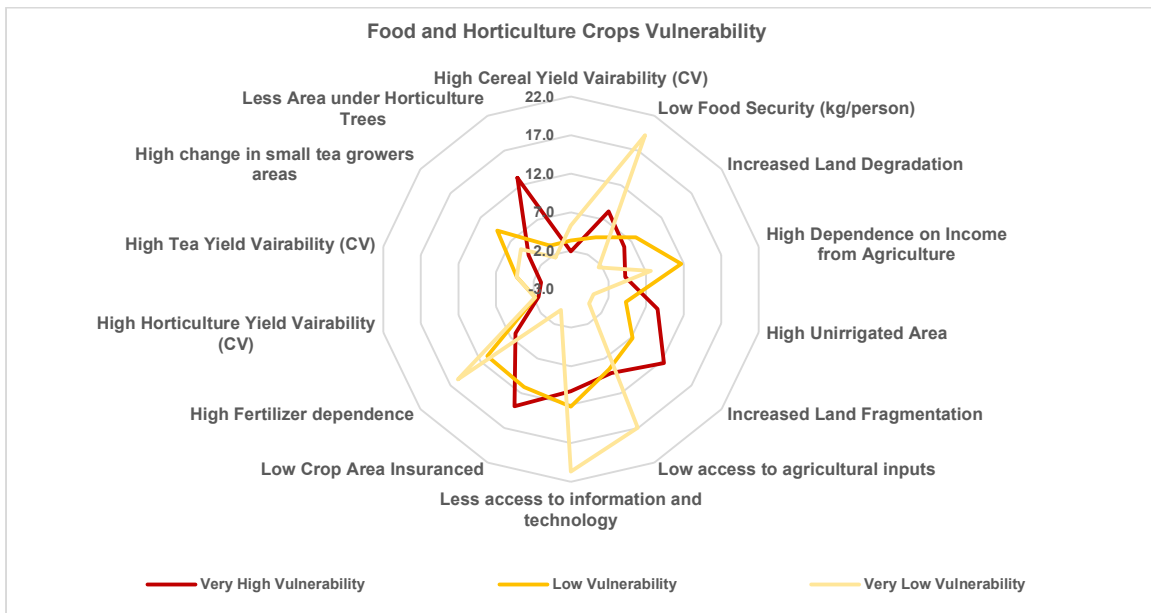 Food and Horticulture Crops Vulnerability
High Cereal Yield Vairability (CV)
22.0
17.0
12.0
7.0
2.0
-3.0
Low Food Security (kg/person)
Increased Land Degradation
High Dependence on Income
from Agriculture
High Unirrigated Area
Increased Land Fragmentation
Low access to agricultural inputs
Less access to information and
technology
Low Crop Area Insuranced
High Fertilizer dependence
High Horticulture Yield Vairability
(CV)
High Tea Yield Vairability (CV)
High change in small tea growers
areas
Less Area under Horticulture
Trees
Very High Vulnerability
Low Vulnerability
Very Low Vulnerability